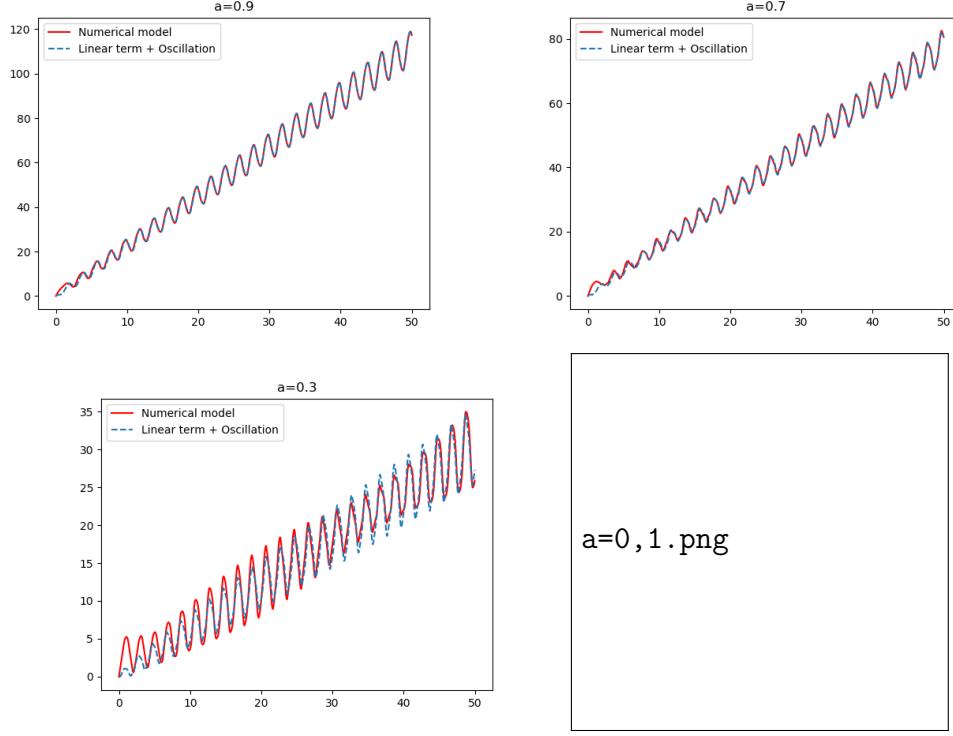 a=0.9
Numerical model
Linear term + Oscillation
120
100
80
60
40
20
0
0 10 20 30 40 50
a=0.7
Numerical model
Linear term + Oscillation
80
60
40
20
0
0 10 20 30 40 50
a=0.3
Numerical model
Linear term + Oscillation
35
30
25
20
15
10
5
0
0 10 20 30 40 50
a=0,1.png